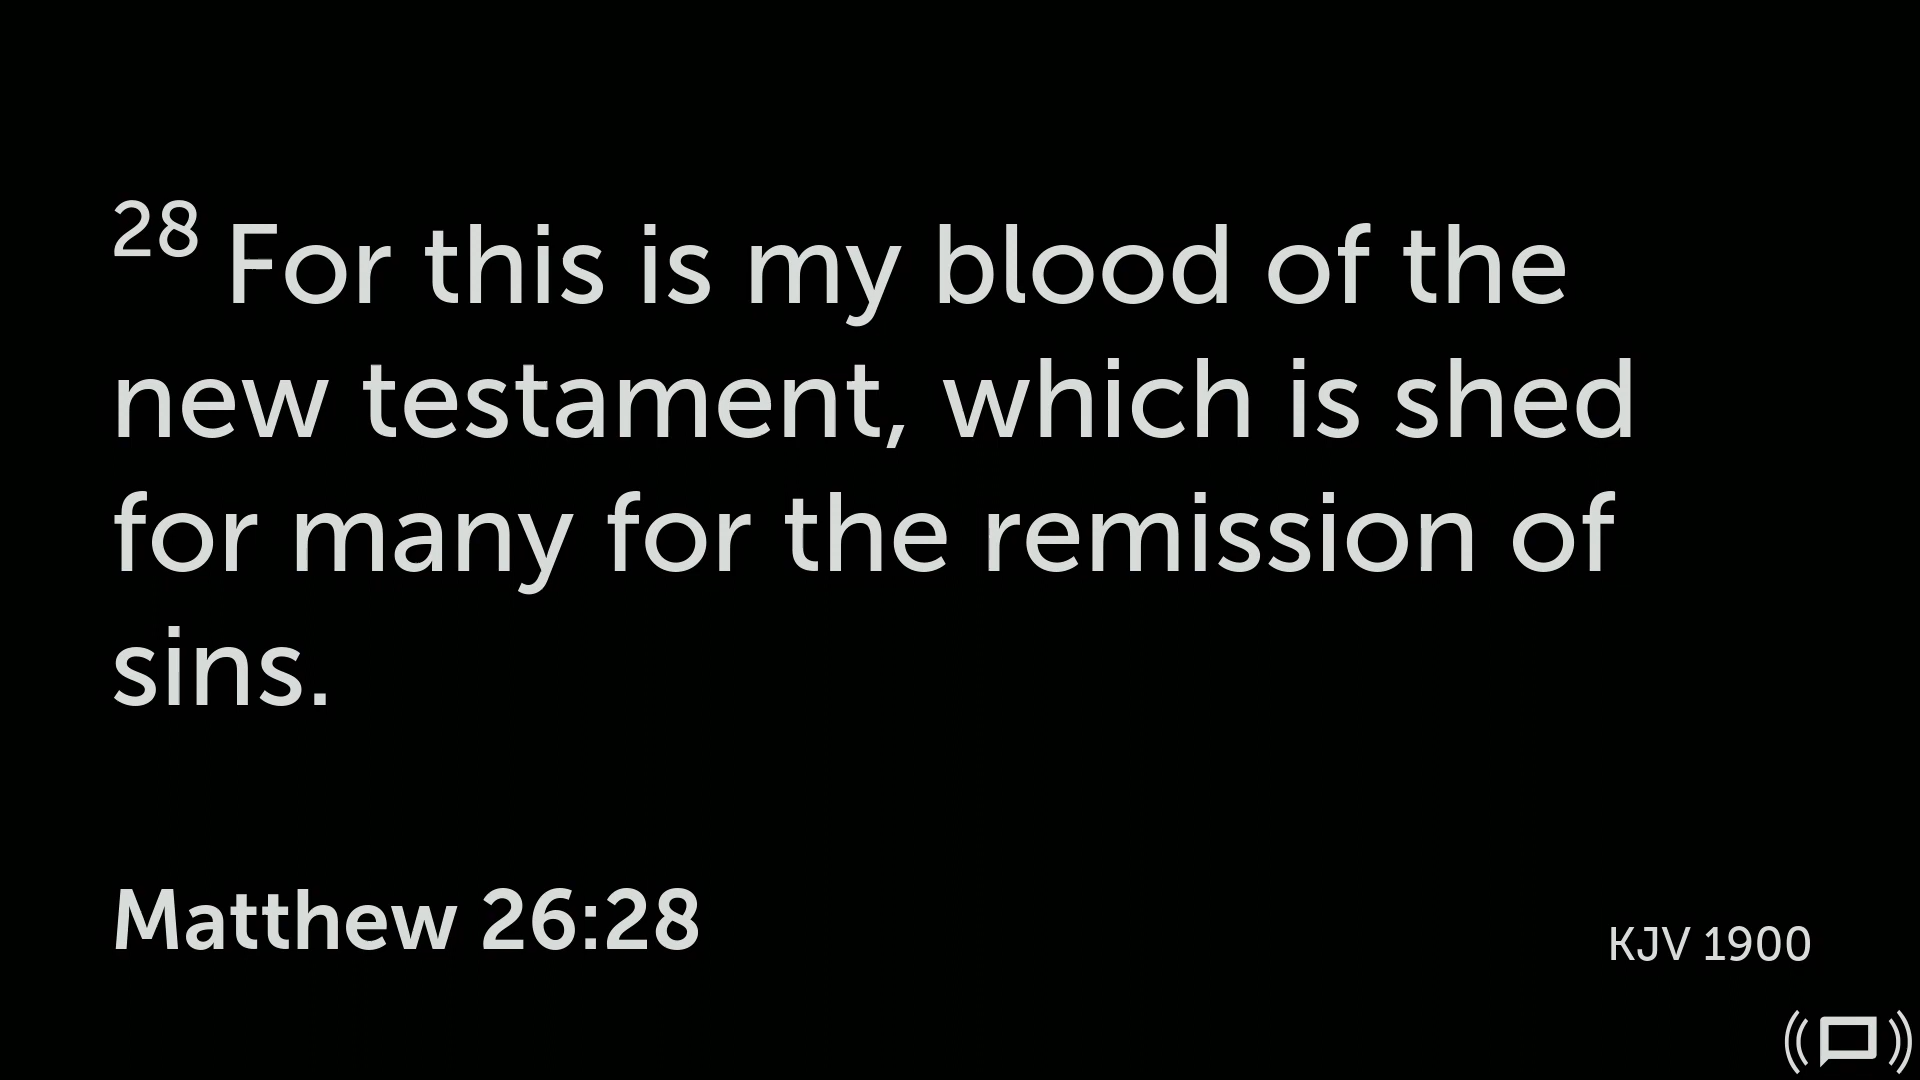 28 For this is my blood of the
new testament, which is shed
for many for the remission of
sins.
Matthew 26:28
KJV 1900